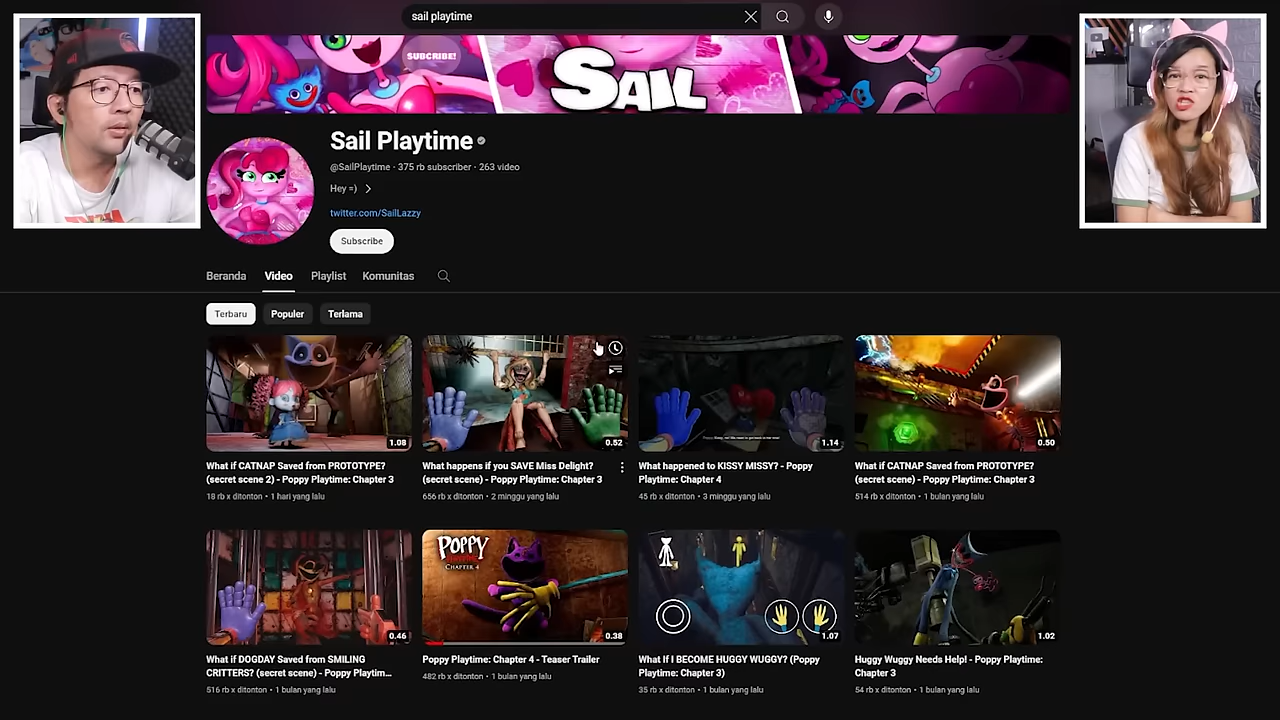 sail playtime
SUBCRIBE!
SAIL
Sail Playtime
@SailPlaytime · 375 rb subscriber · 263 video
Hey =)
twitter.com/SailLazzy
Subscribe
Beranda Video Playlist Komunitas
Terbaru Populer Terlama
1.08
0.52
1.14
0.50
What if CATNAP Saved from PROTOTYPE?
(secret scene 2) - Poppy Playtime: Chapter 3
18 rb x ditonton · 1 hari yang lalu
What happens if you SAVE Miss Delight?
(secret scene) - Poppy Playtime: Chapter 3
656 rb x ditonton · 2 minggu yang lalu
What happened to KISSY MISSY? - Poppy
Playtime: Chapter 4
45 rb x ditonton · 3 minggu yang lalu
What if CATNAP Saved from PROTOTYPE?
(secret scene) - Poppy Playtime: Chapter 3
514 rb x ditonton · 1 bulan yang lalu
0.46
POPPY
CHAPTER 4
0.38
1.07
1.02
What if DOGDAY Saved from SMILING
CRITTERS? (secret scene) - Poppy Playtim...
516 rb x ditonton · 1 bulan yang lalu
Poppy Playtime: Chapter 4 - Teaser Trailer
482 rb x ditonton · 1 bulan yang lalu
What If I BECOME HUGGY WUGGY? (Poppy
Playtime: Chapter 3)
35 rb x ditonton · 1 bulan yang lalu
Huggy Wuggy Needs Help! - Poppy Playtime:
Chapter 3
54 rb x ditonton · 1 bulan yang lalu